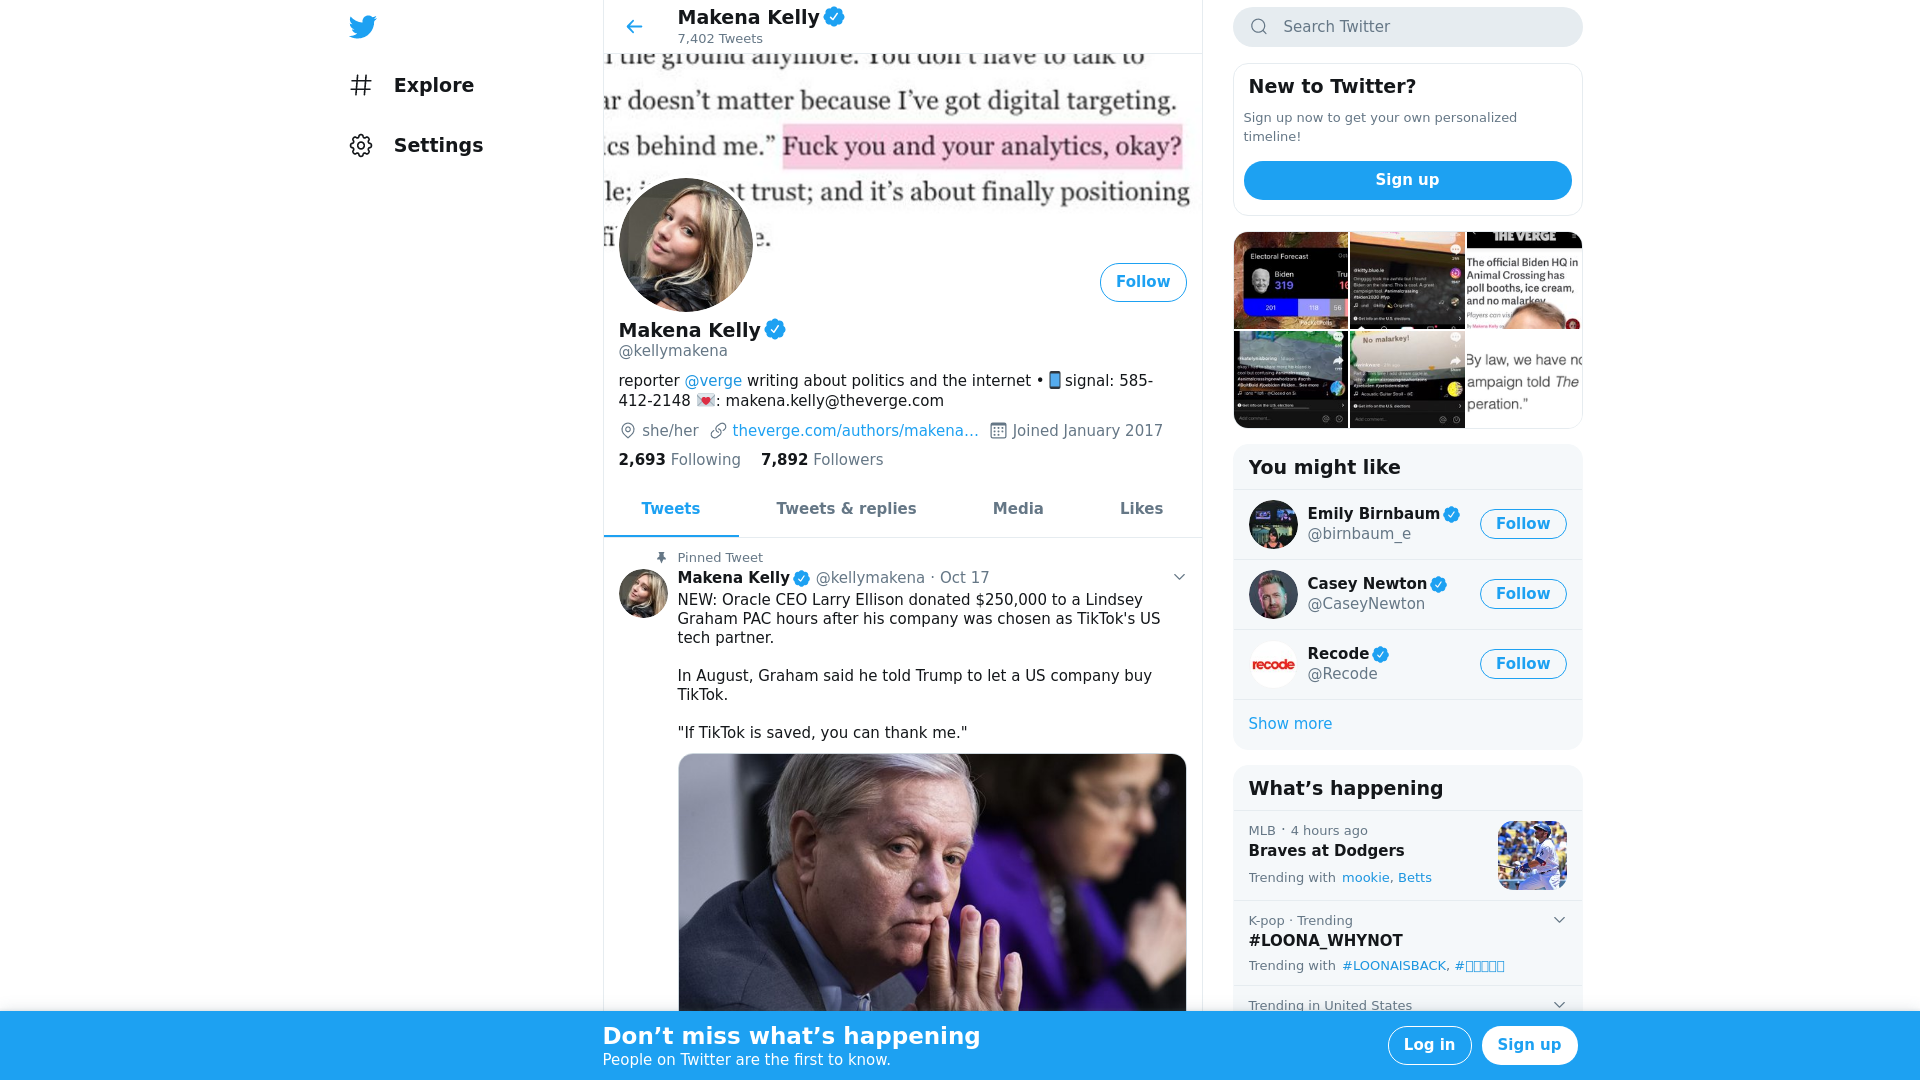 Makena Kelly
7,402 Tweets
Search Twitter
Explore
Settings
l the ground anymore. You don't have to talk to
ar doesn't matter because I've got digital targeting.
ics behind me." Fuck you and your analytics, okay?
le; t trust; and it's about finally positioning
fi e.
Follow
Makena Kelly
@kellymakena
reporter @verge writing about politics and the internet • signal: 585-
412-2148 : makena.kelly@theverge.com
she/her theverge.com/authors/makena… Joined January 2017
2,693 Following 7,892 Followers
Tweets Tweets & replies Media Likes
Pinned Tweet
Makena Kelly @kellymakena · Oct 17
NEW: Oracle CEO Larry Ellison donated $250,000 to a Lindsey
Graham PAC hours after his company was chosen as TikTok's US
tech partner.
In August, Graham said he told Trump to let a US company buy
TikTok.
"If TikTok is saved, you can thank me."
New to Twitter?
Sign up now to get your own personalized
timeline!
Sign up
Electoral Forecast
Biden
319
201 118 56
THE VERGE
The official Biden HQ in
Animal Crossing has
poll booths, ice cream,
and no malarkey
No malarkey!
By law, we have no
ampaign told The
peration."
You might like
Emily Birnbaum
@birnbaum_e
Follow
Casey Newton
@CaseyNewton
Follow
Recode
@Recode
Follow
recode
Show more
What's happening
MLB · 4 hours ago
Braves at Dodgers
Trending with mookie, Betts
K-pop · Trending
#LOONA_WHYNOT
Trending with #LOONAISBACK, #
Trending in United States
Don't miss what's happening
People on Twitter are the first to know.
Log in
Sign up